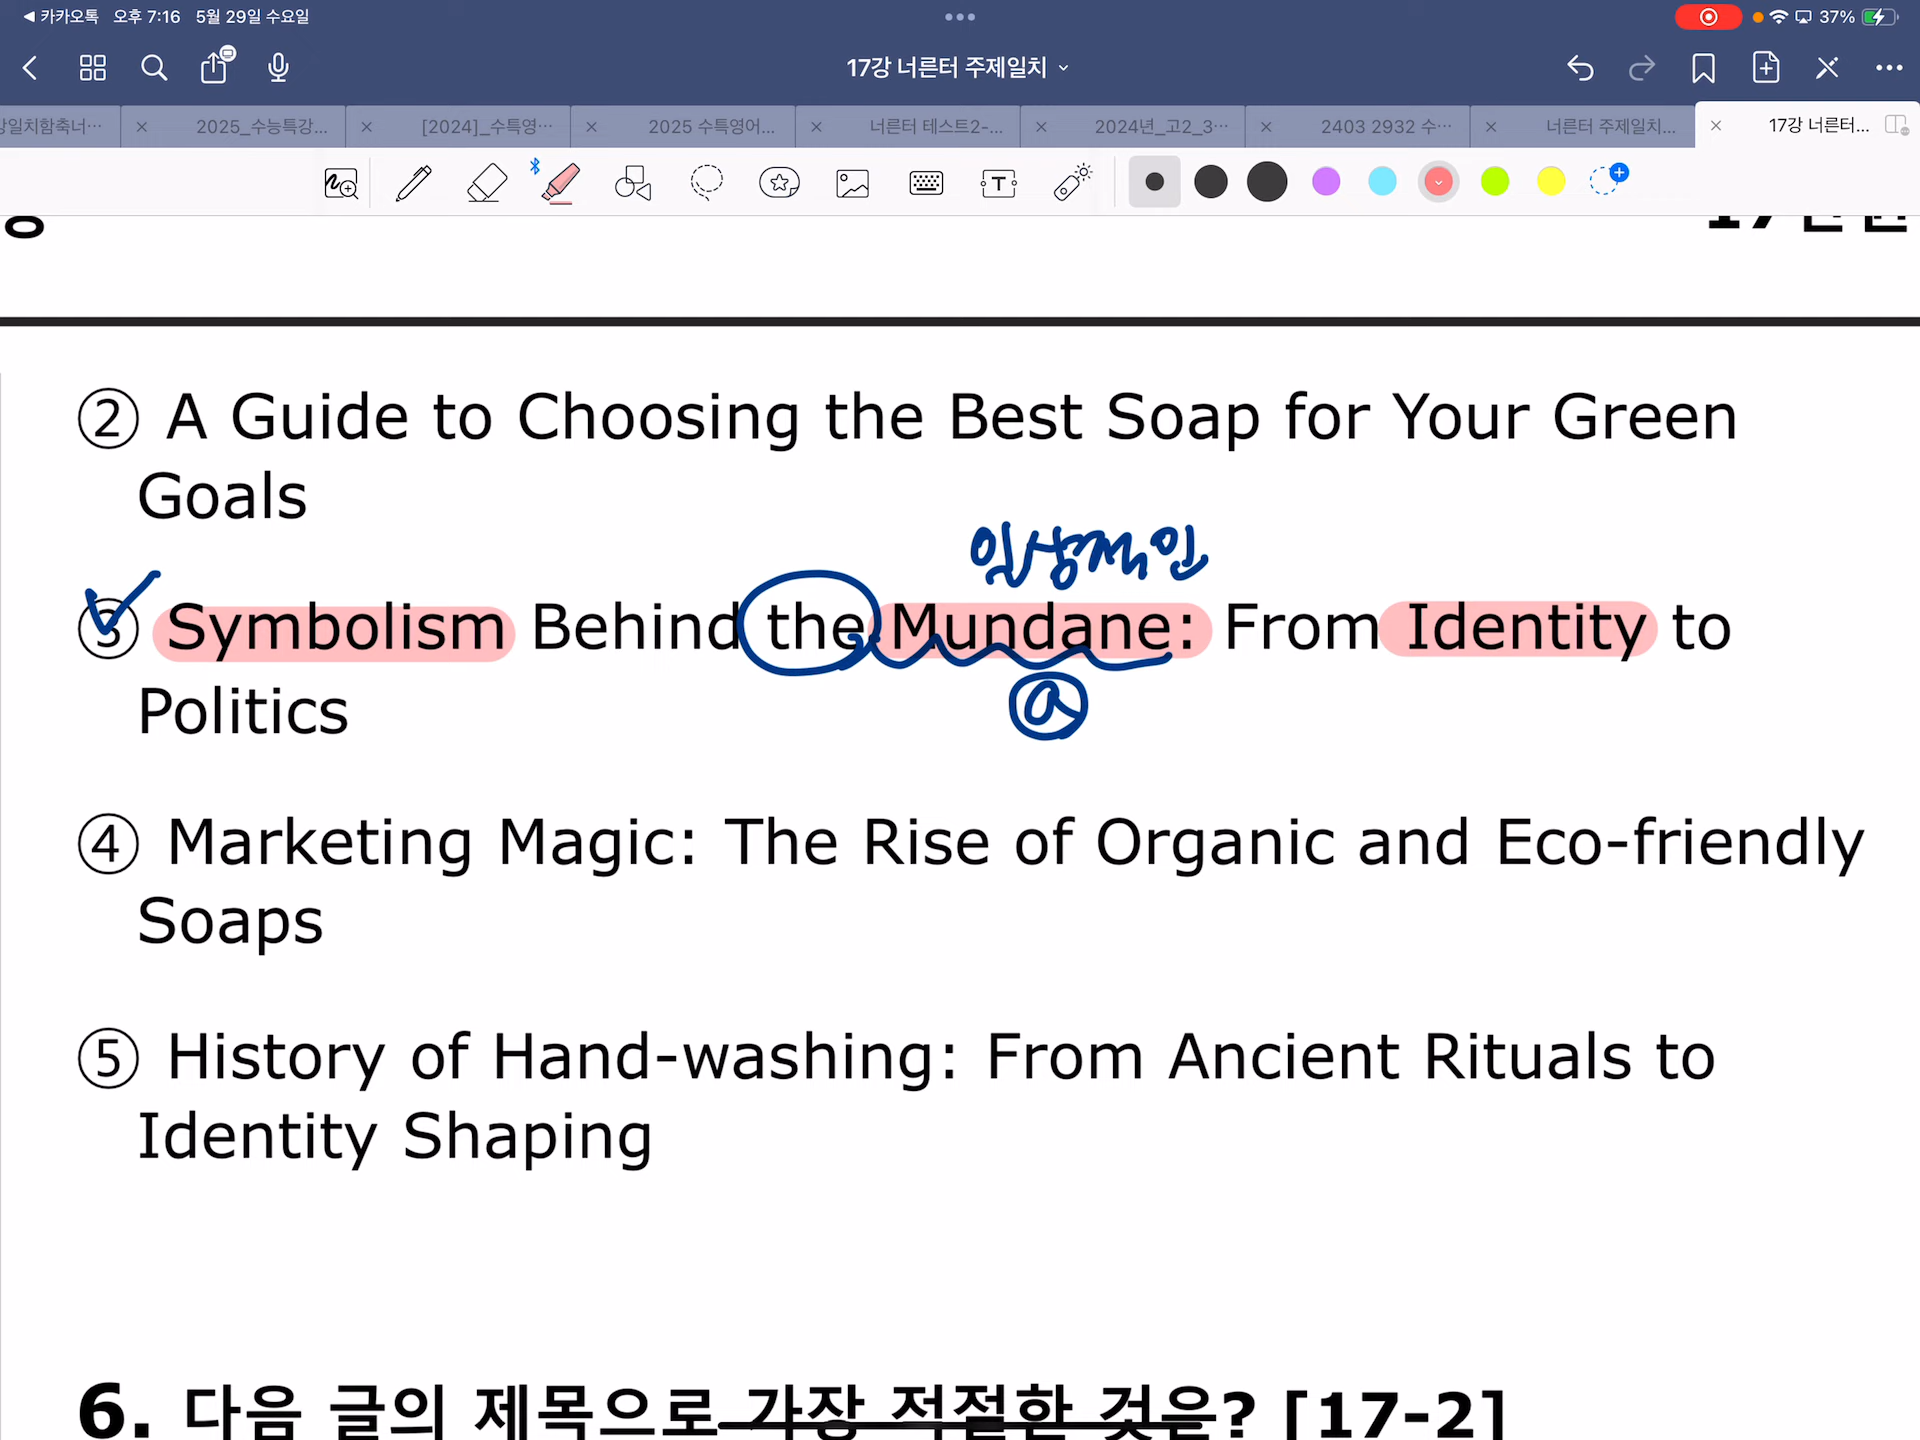 ◀ 카카오톡 오후 7:16 5월 29일 수요일
37%
17강 너른터 주제일치
강일치함축너…
2025_수능특강...
[2024]_수특영…
2025 수특영어...
너른터 테스트2-...
2024년_고2_3…
2403 2932 수…
너른터 주제일치...
17강 너른터...
② A Guide to Choosing the Best Soap for Your Green
Goals
일상적인
③ Symbolism Behind the Mundane: From Identity to
Politics
ⓐ
④ Marketing Magic: The Rise of Organic and Eco-friendly
Soaps
⑤ History of Hand-washing: From Ancient Rituals to
Identity Shaping
6. 다음 글의 제목으로 가장 적절한 것은? [17-2]